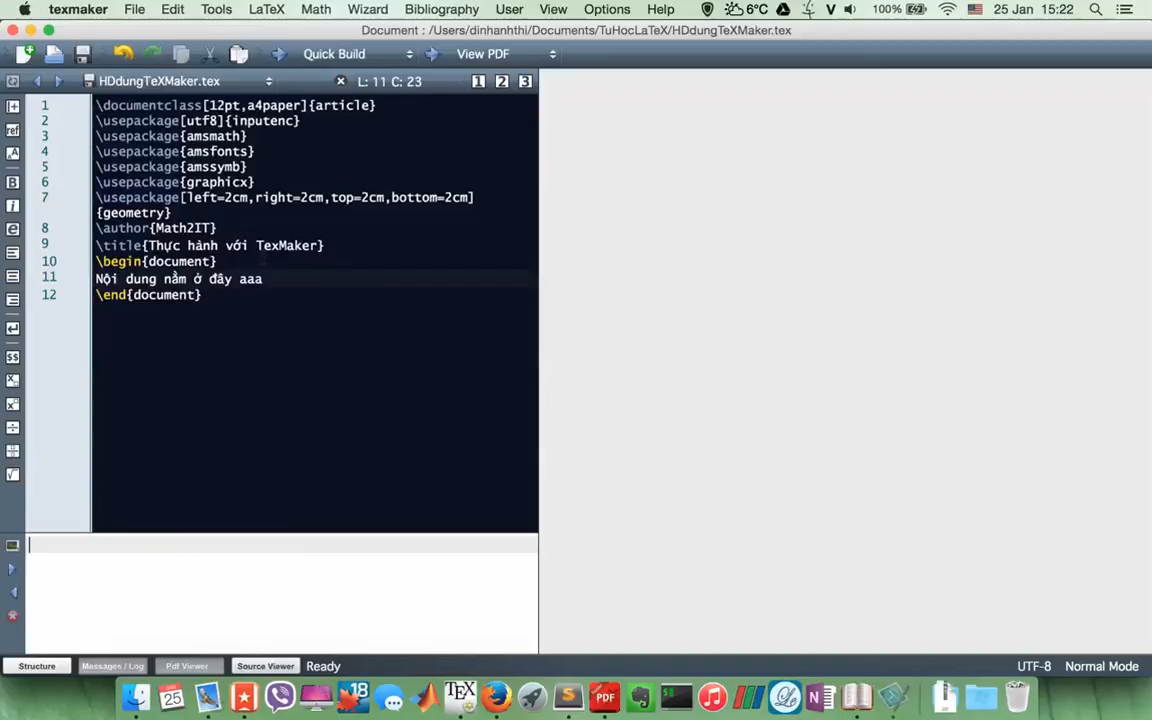 texmaker File Edit Tools LaTeX Math Wizard Bibliography User View Options Help V 6°C 100% 25 Jan 15:22
Document : /Users/dinhanhthi/Documents/TuHocLaTeX/HDdungTeXMaker.tex
Quick Build View PDF
HDdungTeXMaker.tex L: 11 C: 23 1 2 3
1 \documentclass[12pt,a4paper]{article}
2 \usepackage[utf8]{inputenc}
3 \usepackage{amsmath}
4 \usepackage{amsfonts}
5 \usepackage{amssymb}
6 \usepackage{graphicx}
7 \usepackage[left=2cm,right=2cm,top=2cm,bottom=2cm]
{geometry}
8 \author{Math2IT}
9 \title{Thực hành với TexMaker}
10 \begin{document}
11 Nội dung nằm ở đây aaa
12 \end{document}
Structure Messages / Log Pdf Viewer Source Viewer Ready UTF-8 Normal Mode